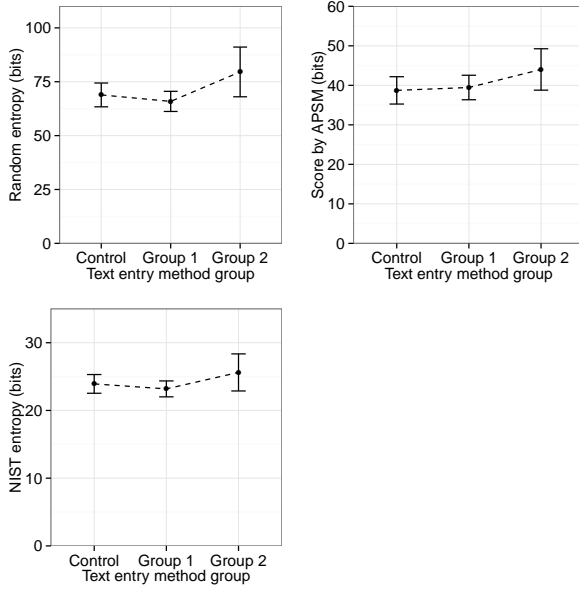 Random entropy (bits)
100
75
50
25
0
Control Group 1 Group 2
Text entry method group
Score by APSM (bits)
60
50
40
30
20
10
0
Control Group 1 Group 2
Text entry method group
NIST entropy (bits)
30
20
10
0
Control Group 1 Group 2
Text entry method group